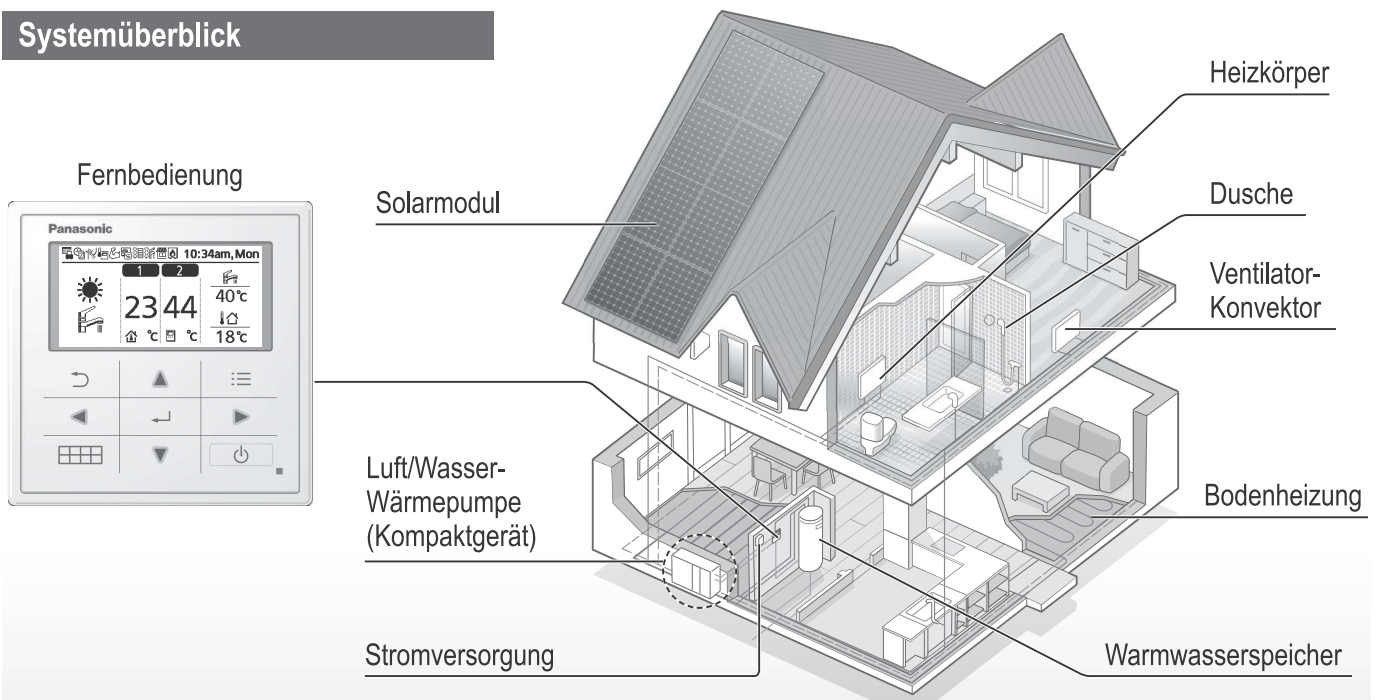 Systemüberblick
Fernbedienung
Panasonic
10:34am,Mon
1 2
23 44
40℃
℃ ℃
18℃
Solarmodul
Luft/Wasser-
Wärmepumpe
(Kompaktgerät)
Stromversorgung
Heizkörper
Dusche
Ventilator-
Konvektor
Bodenheizung
Warmwasserspeicher